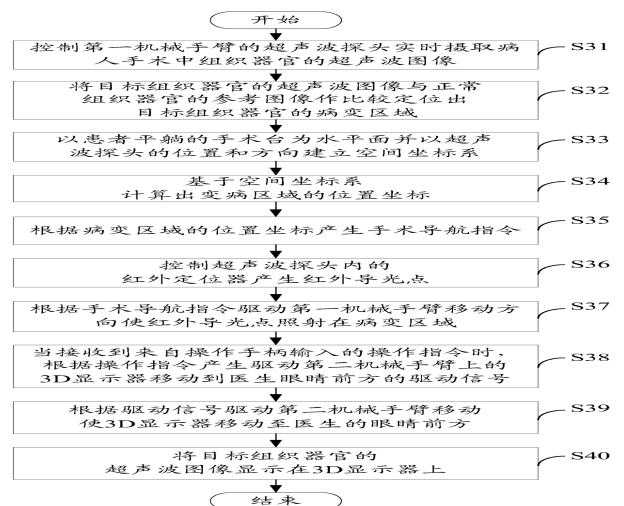 开始
控制第一机械手臂的超声波探头实时摄取病
人手术中组织器官的超声波图像
S31
将目标组织器官的超声波图像与正常
组织器官的参考图像作比较定位出
目标组织器官的病变区域
S32
以患者平躺的手术台为水平面并以超声
波探头的位置和方向建立空间坐标系
S33
基于空间坐标系
计算出变病区域的位置坐标
S34
根据病变区域的位置坐标产生手术导航指令
S35
控制超声波探头内的
红外定位器产生红外导光点
S36
根据手术导航指令驱动第一机械手臂移动方
向使红外导光点照射在病变区域
S37
当接收到来自操作手柄输入的操作指令时,
根据操作指令产生驱动第二机械手臂上的
3D显示器移动到医生眼睛前方的驱动信号
S38
根据驱动信号驱动第二机械手臂移动
使3D显示器移动至医生的眼睛前方
S39
将目标组织器官的
超声波图像显示在3D显示器上
S40
结束